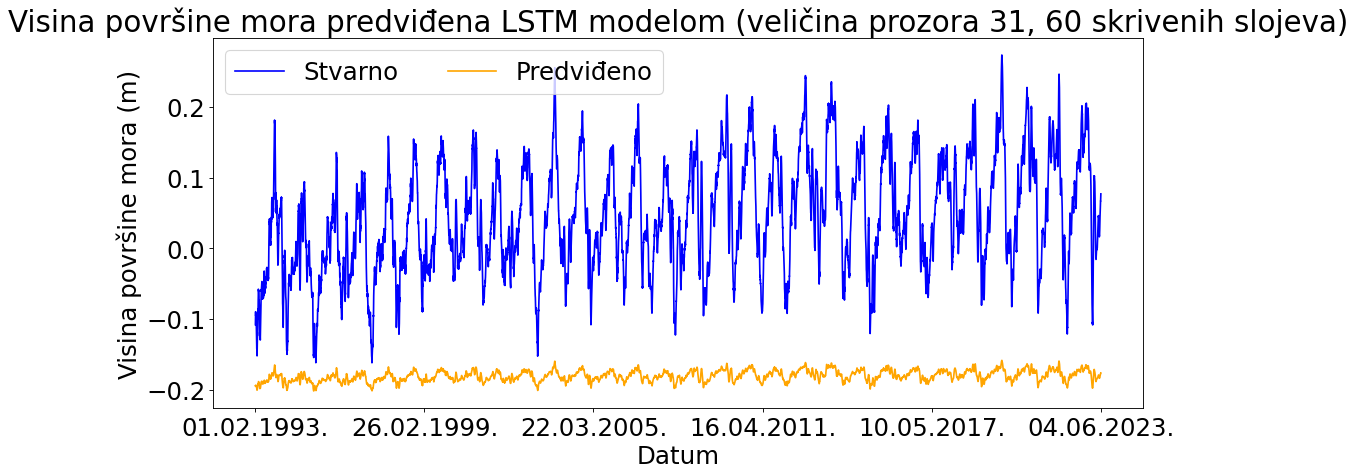 Visina površine mora predviđena LSTM modelom (veličina prozora 31, 60 skrivenih slojeva)
Stvarno
Predviđeno
Visina površine mora (m)
0.2
0.1
0.0
−0.1
−0.2
01.02.1993.
26.02.1999.
22.03.2005.
16.04.2011.
10.05.2017.
04.06.2023.
Datum